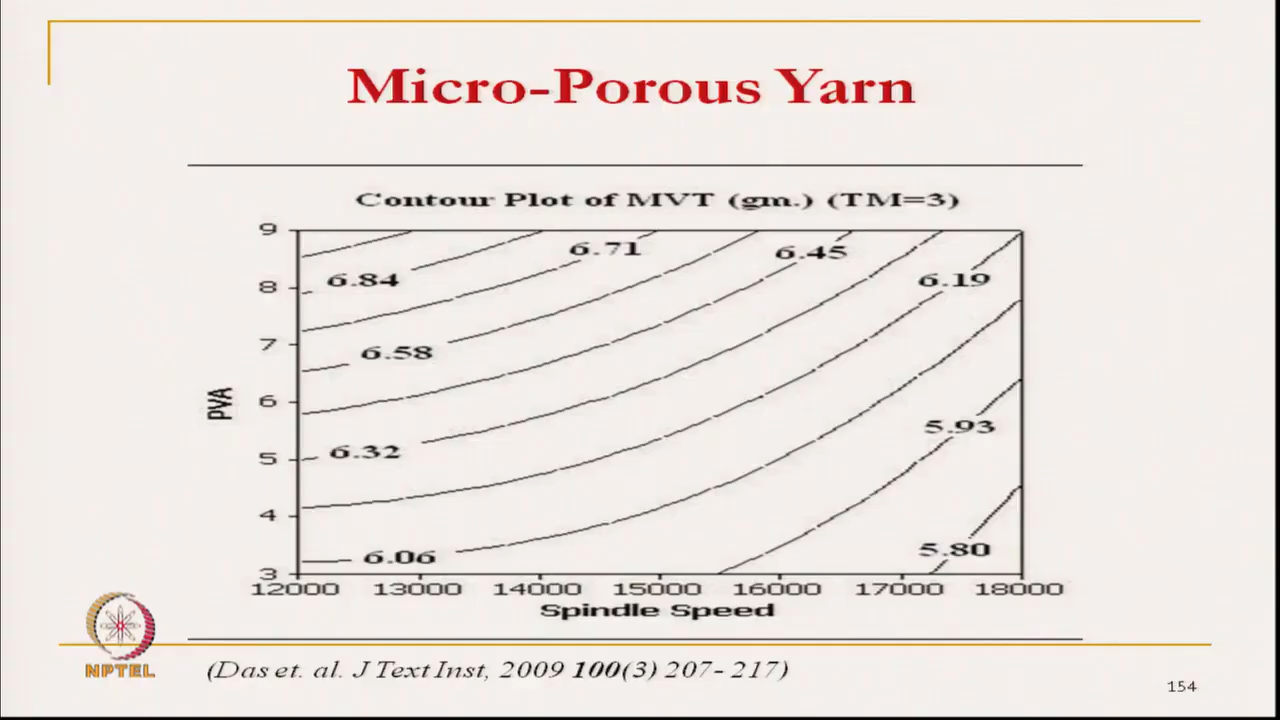 Micro-Porous Yarn
Contour Plot of MVT (gm.) (TM=3)
9
8
7
6
5
4
3
PVA
6.84
6.71
6.45
6.19
6.58
6.32
5.93
6.06
5.80
12000 13000 14000 15000 16000 17000 18000
Spindle Speed
NPTEL
(Das et. al. J Text Inst, 2009 100(3) 207-217)
154